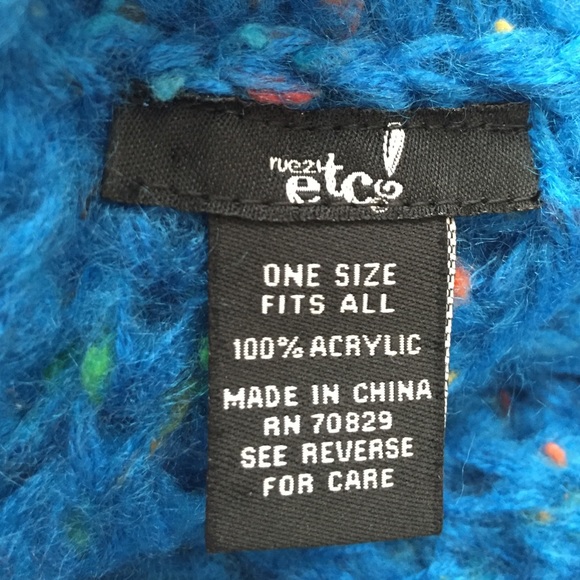 rue21
etc!
ONE SIZE
FITS ALL
100% ACRYLIC
MADE IN CHINA
RN 70829
SEE REVERSE
FOR CARE